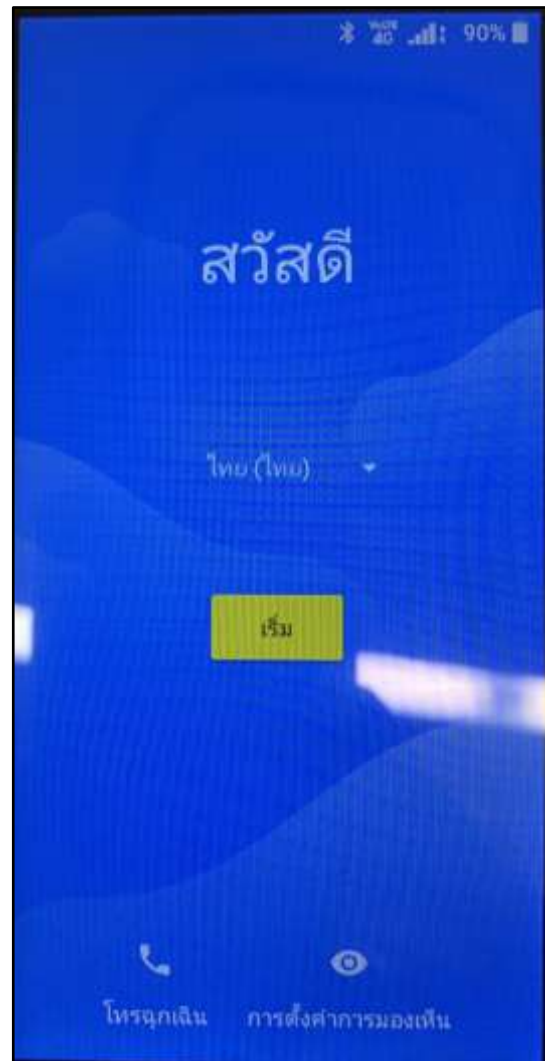 VoLTE 4G 90%
สวัสดี
ไทย (ไทย)
เริ่ม
โทรฉุกเฉิน การตั้งค่าการมองเห็น